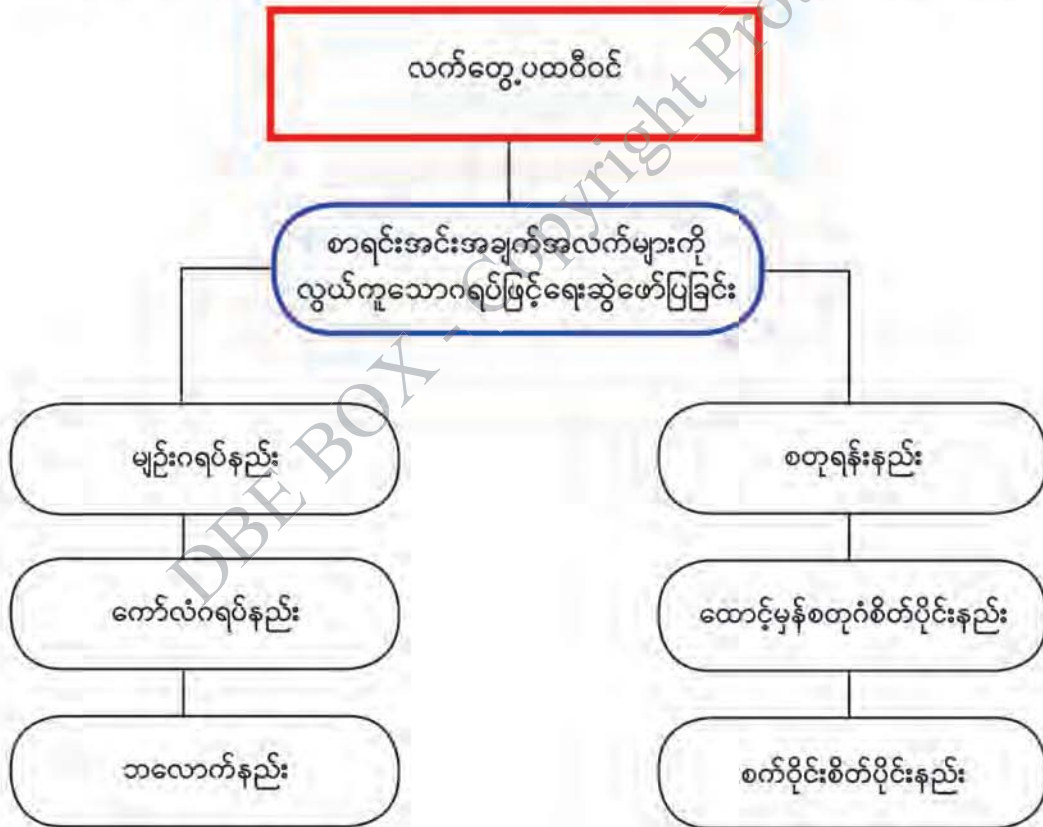 လက်တွေ့ပထဝီဝင်
စာရင်းအင်းအချက်အလက်များကို
လွယ်ကူသောဂရပ်ဖြင့်ရေးဆွဲဖော်ပြခြင်း
မျဉ်းဂရပ်နည်း
ကော်လံဂရပ်နည်း
ဘလောက်နည်း
စတုရန်းနည်း
ထောင့်မှန်စတုဂံစိတ်ပိုင်းနည်း
စက်ဝိုင်းစိတ်ပိုင်းနည်း
DBE BOX - Copyright